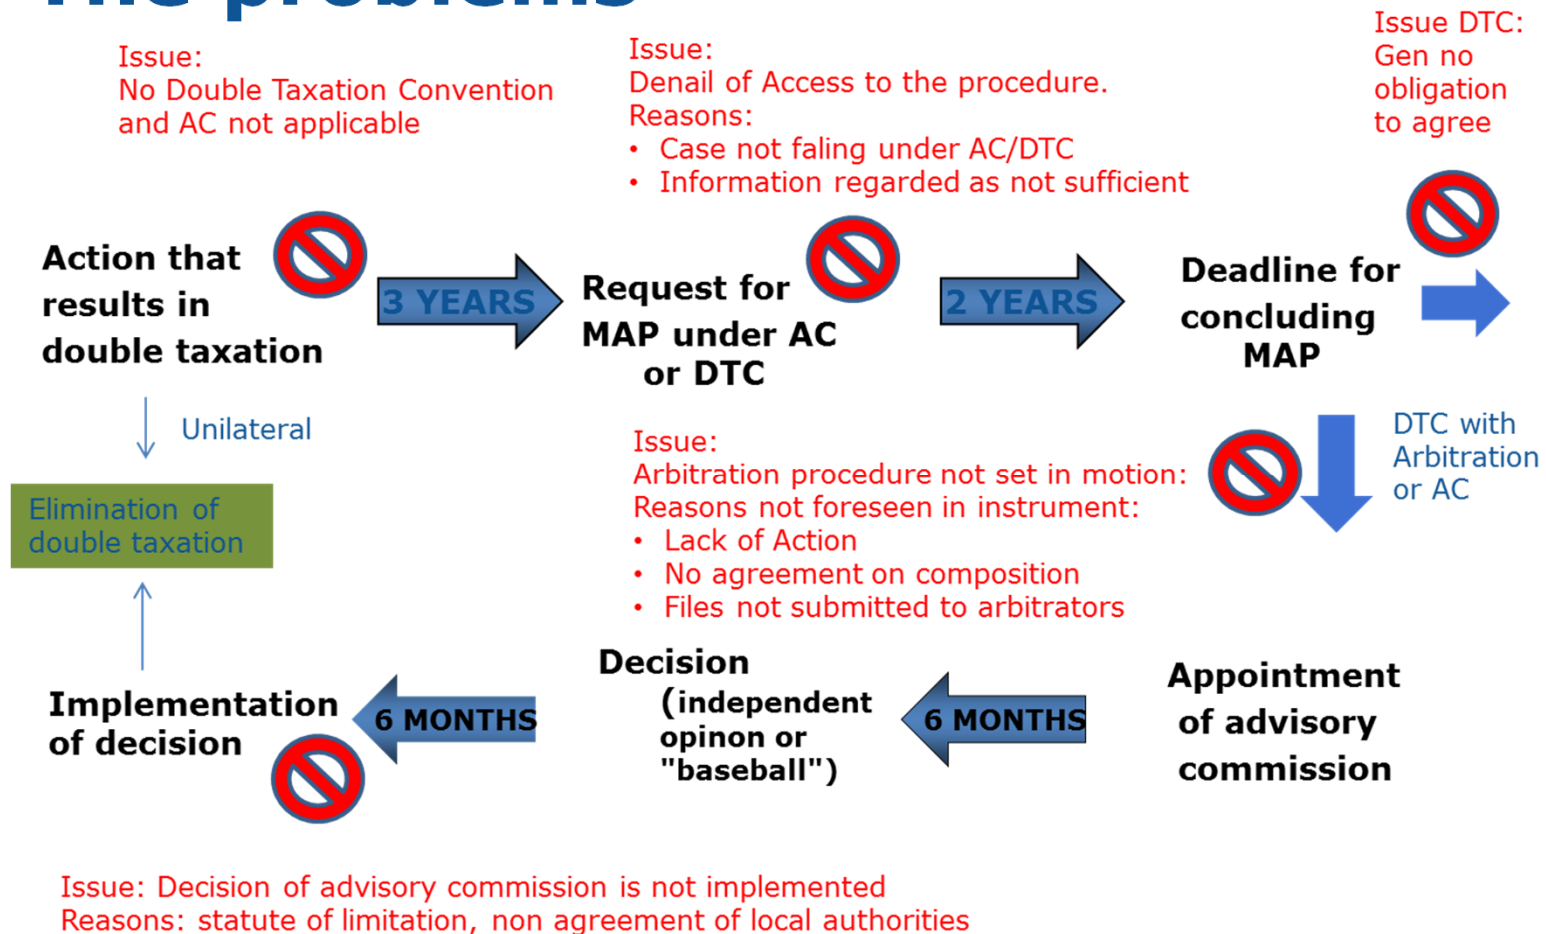 The problems
Issue:
No Double Taxation Convention
and AC not applicable
Issue:
Denail of Access to the procedure.
Reasons:
• Case not faling under AC/DTC
• Information regarded as not sufficient
Issue DTC:
Gen no
obligation
to agree
Action that
results in
double taxation
3 YEARS
Request for
MAP under AC
or DTC
2 YEARS
Deadline for
concluding
MAP
Unilateral
Elimination of
double taxation
Issue:
Arbitration procedure not set in motion:
Reasons not foreseen in instrument:
• Lack of Action
• No agreement on composition
• Files not submitted to arbitrators
DTC with
Arbitration
or AC
Implementation
of decision
6 MONTHS
Decision
(independent
opinon or
"baseball")
6 MONTHS
Appointment
of advisory
commission
Issue: Decision of advisory commission is not implemented
Reasons: statute of limitation, non agreement of local authorities